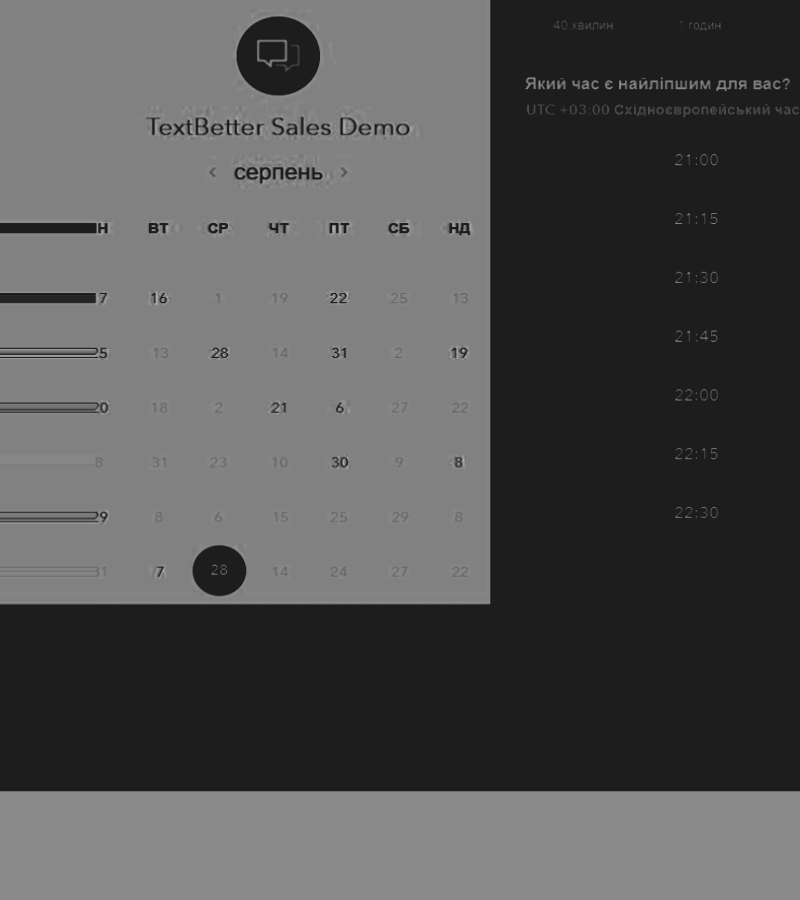 TextBetter Sales Demo
< серпень >
Н ВТ СР ЧТ ПТ СБ НД
7 16 1 19 22 25 13
25 13 28 14 31 2 19
20 18 2 21 6 27 22
8 31 23 10 30 9 8
29 8 6 15 25 29 8
31 7 28 14 24 27 22
40 хвилин 1 годин
Який час є найліпшим для вас?
UTC +03:00 Східноєвропейський час
21:00
21:15
21:30
21:45
22:00
22:15
22:30